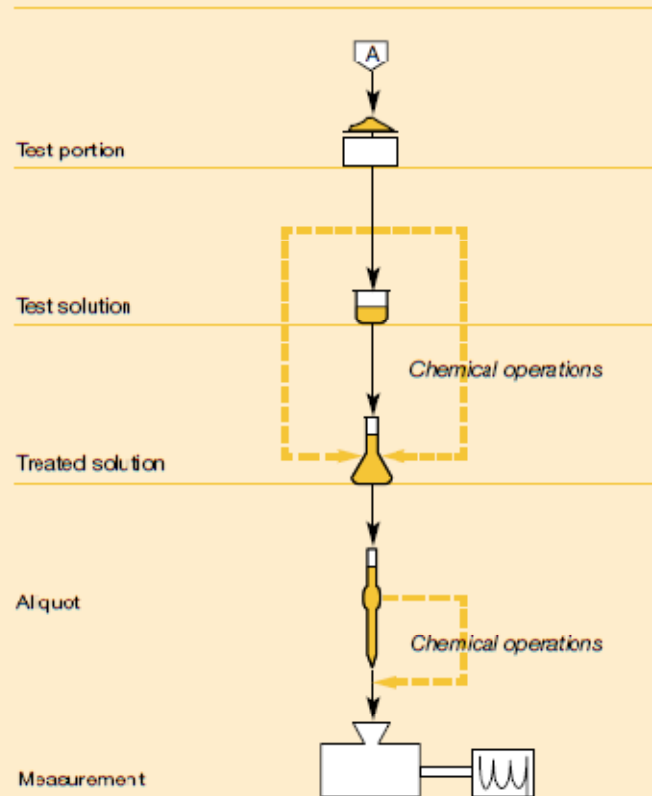 A
Test portion
Test solution
Chemical operations
Treated solution
Aliquot
Chemical operations
Measurement